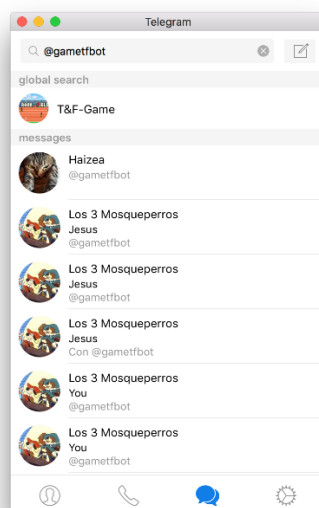 Telegram
@gametfbot
global search
T&F-Game
messages
Haizea
@gametfbot
Los 3 Mosqueperros
Jesus
@gametfbot
Los 3 Mosqueperros
Jesus
@gametfbot
Los 3 Mosqueperros
Jesus
Con @gametfbot
Los 3 Mosqueperros
You
@gametfbot
Los 3 Mosqueperros
You
@gametfbot